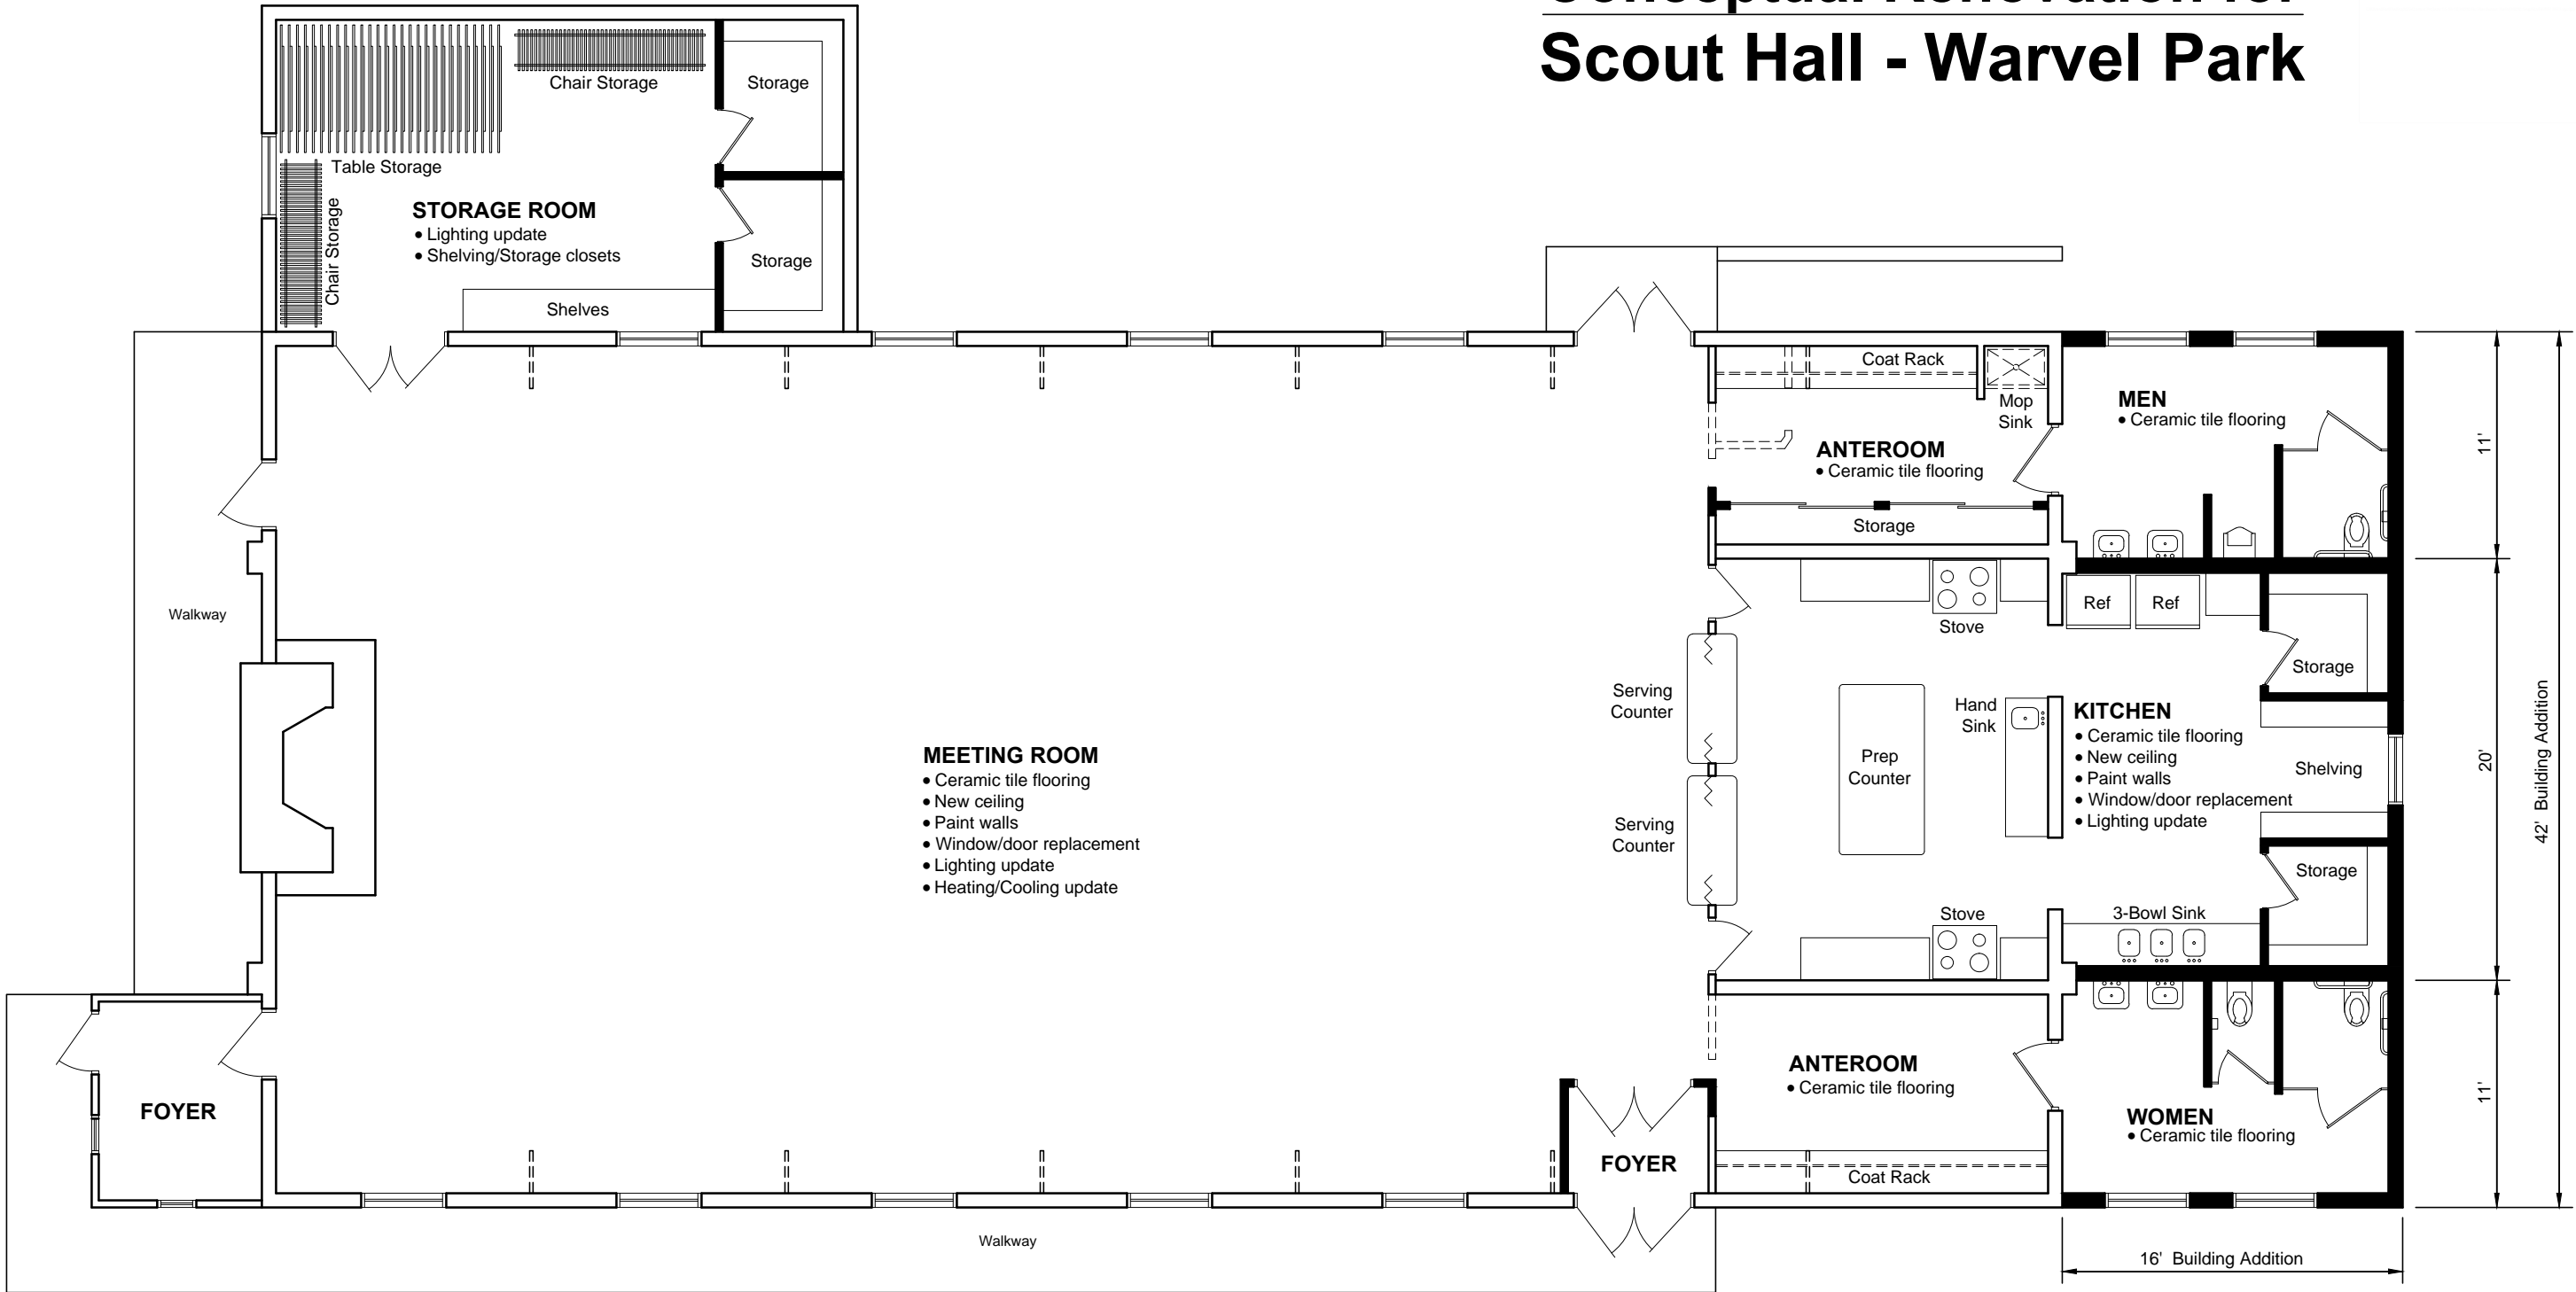 Conceptual Renovation for
Scout Hall - Warvel Park
Chair Storage
Storage
Table Storage
Chair Storage
STORAGE ROOM
• Lighting update
• Shelving/Storage closets
Storage
Shelves
Coat Rack
Mop
Sink
MEN
• Ceramic tile flooring
ANTEROOM
• Ceramic tile flooring
Storage
11'
Walkway
Ref
Ref
Stove
Storage
Serving
Counter
Hand
Sink
KITCHEN
• Ceramic tile flooring
• New ceiling
• Paint walls
• Window/door replacement
• Lighting update
Shelving
Prep
Counter
20'
42' Building Addition
MEETING ROOM
• Ceramic tile flooring
• New ceiling
• Paint walls
• Window/door replacement
• Lighting update
• Heating/Cooling update
Serving
Counter
Storage
Stove
3-Bowl Sink
ANTEROOM
• Ceramic tile flooring
11'
FOYER
WOMEN
• Ceramic tile flooring
FOYER
Coat Rack
Walkway
16' Building Addition